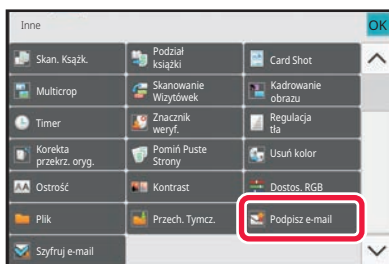 Inne
OK
Skan. Książk.
Podział
książki
Card Shot
Multicrop
Skanowanie
Wizytówek
Kadrowanie
obrazu
Timer
Znacznik
weryf.
Regulacja
tła
Korekta
przekrz. oryg.
Pomiń Puste
Strony
Usuń kolor
Ostrość
Kontrast
Dostos. RGB
Plik
Przech. Tymcz.
Podpisz e-mail
Szyfruj e-mail